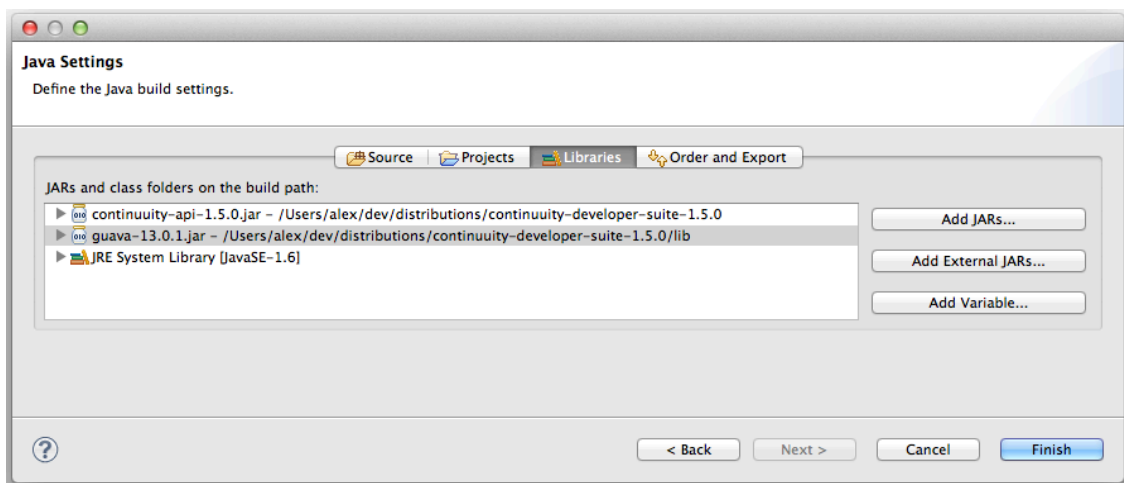 Java Settings
Define the Java build settings.
Source Projects Libraries Order and Export
JARs and class folders on the build path:
continuuity-api-1.5.0.jar – /Users/alex/dev/distributions/continuuity-developer-suite-1.5.0
guava-13.0.1.jar – /Users/alex/dev/distributions/continuuity-developer-suite-1.5.0/lib
JRE System Library [JavaSE-1.6]
Add JARs...
Add External JARs...
Add Variable...
? < Back Next > Cancel Finish